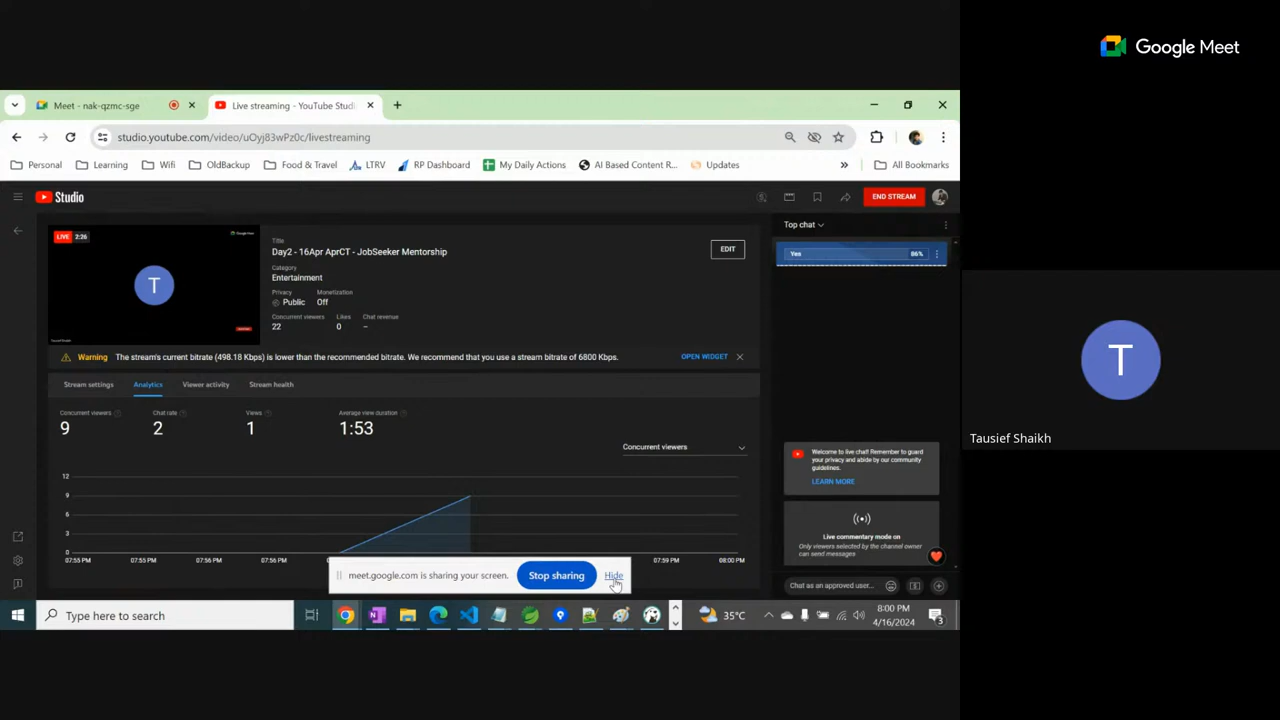 Google Meet
Meet - nak-qzmc-sge
Live streaming - YouTube Studi
studio.youtube.com/video/uOyj83wPz0c/livestreaming
Personal
Learning
Wifi
OldBackup
Food & Travel
LTRV
RP Dashboard
My Daily Actions
AI Based Content R...
Updates
»
All Bookmarks
Studio
END STREAM
LIVE 2:26
Google Meet
T
Title
Day2 - 16Apr AprCT - JobSeeker Mentorship
EDIT
Category
Entertainment
Privacy Monetization
Public Off
Concurrent viewers Likes Chat revenue
22 0 –
Top chat
Yes 86%
Warning The stream's current bitrate (498.18 Kbps) is lower than the recommended bitrate. We recommend that you use a stream bitrate of 6800 Kbps. OPEN WIDGET
Stream settings Analytics Viewer activity Stream health
Concurrent viewers Chat rate Views Average view duration
9 2 1 1:53
Concurrent viewers
12
9
6
3
0
07:55 PM 07:55 PM 07:56 PM 07:56 PM 07:59 PM 08:00 PM
Welcome to live chat! Remember to guard
your privacy and abide by our community
guidelines.
LEARN MORE
Live commentary mode on
Only viewers selected by the channel owner
can send messages
Chat as an approved user...
meet.google.com is sharing your screen. Stop sharing Hide
Type here to search
35°C
8:00 PM
4/16/2024
3
T
Tausief Shaikh